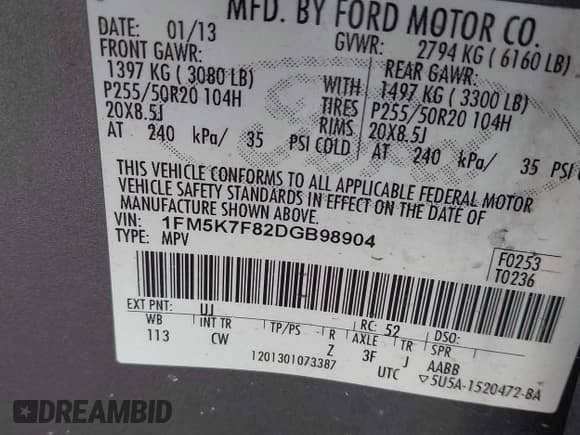 MFD. BY FORD MOTOR CO.
DATE: 01/13 GVWR: 2794 KG ( 6160 LB)
FRONT GAWR: REAR GAWR:
1397 KG ( 3080 LB) WITH 1497 KG ( 3300 LB)
P255/50R20 104H TIRES P255/50R20 104H
20X8.5J RIMS 20X8.5J
AT 240 kPa/ 35 PSI COLD AT 240 kPa/ 35 PSI
THIS VEHICLE CONFORMS TO ALL APPLICABLE FEDERAL MOTOR
VEHICLE SAFETY STANDARDS IN EFFECT ON THE DATE OF
MANUFACTURE SHOWN ABOVE.
VIN: 1FM5K7F82DGB98904
TYPE: MPV
F0253
T0236
EXT PNT: UJ RC: 52 DSO:
WB INT TR TP/PS R AXLE TR SPR
113 CW Z 3F J AABB
1201301073387 UTC ▽5U5A-1520472-BA
DREAMBID